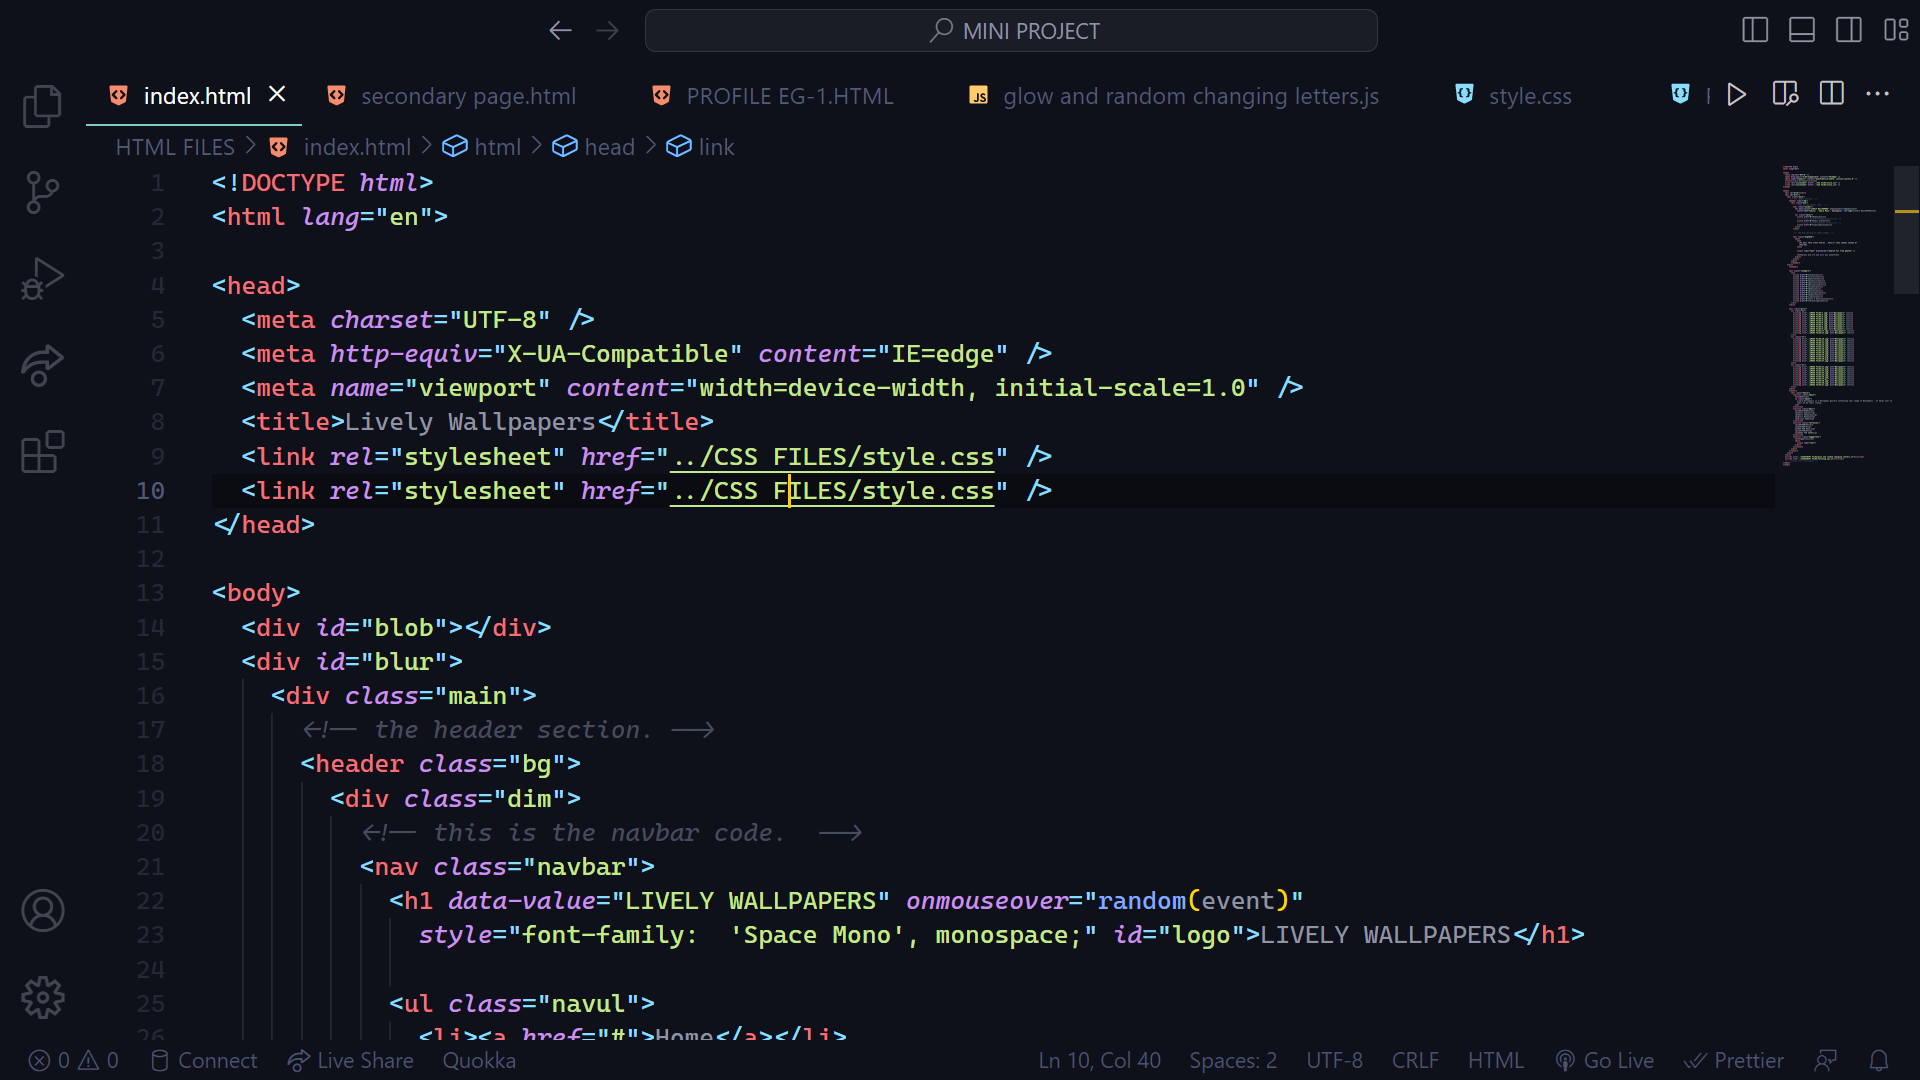 MINI PROJECT
index.html
secondary page.html
PROFILE EG-1.HTML
JS glow and random changing letters.js
style.css
HTML FILES > index.html > html > head > link
1 <!DOCTYPE html>
2 <html lang="en">
3
4 <head>
5 <meta charset="UTF-8" />
6 <meta http-equiv="X-UA-Compatible" content="IE=edge" />
7 <meta name="viewport" content="width=device-width, initial-scale=1.0" />
8 <title>Lively Wallpapers</title>
9 <link rel="stylesheet" href="../CSS FILES/style.css" />
10 <link rel="stylesheet" href="../CSS FILES/style.css" />
11 </head>
12
13 <body>
14 <div id="blob"></div>
15 <div id="blur">
16 <div class="main">
17 <!-- the header section. -->
18 <header class="bg">
19 <div class="dim">
20 <!-- this is the navbar code.  -->
21 <nav class="navbar">
22 <h1 data-value="LIVELY WALLPAPERS" onmouseover="random(event)"
23 style="font-family:  'Space Mono', monospace;" id="logo">LIVELY WALLPAPERS</h1>
24
25 <ul class="navul">
26 <li><a href="#">Home</a></li>
0 0 Connect Live Share Quokka Ln 10, Col 40 Spaces: 2 UTF-8 CRLF HTML Go Live Prettier